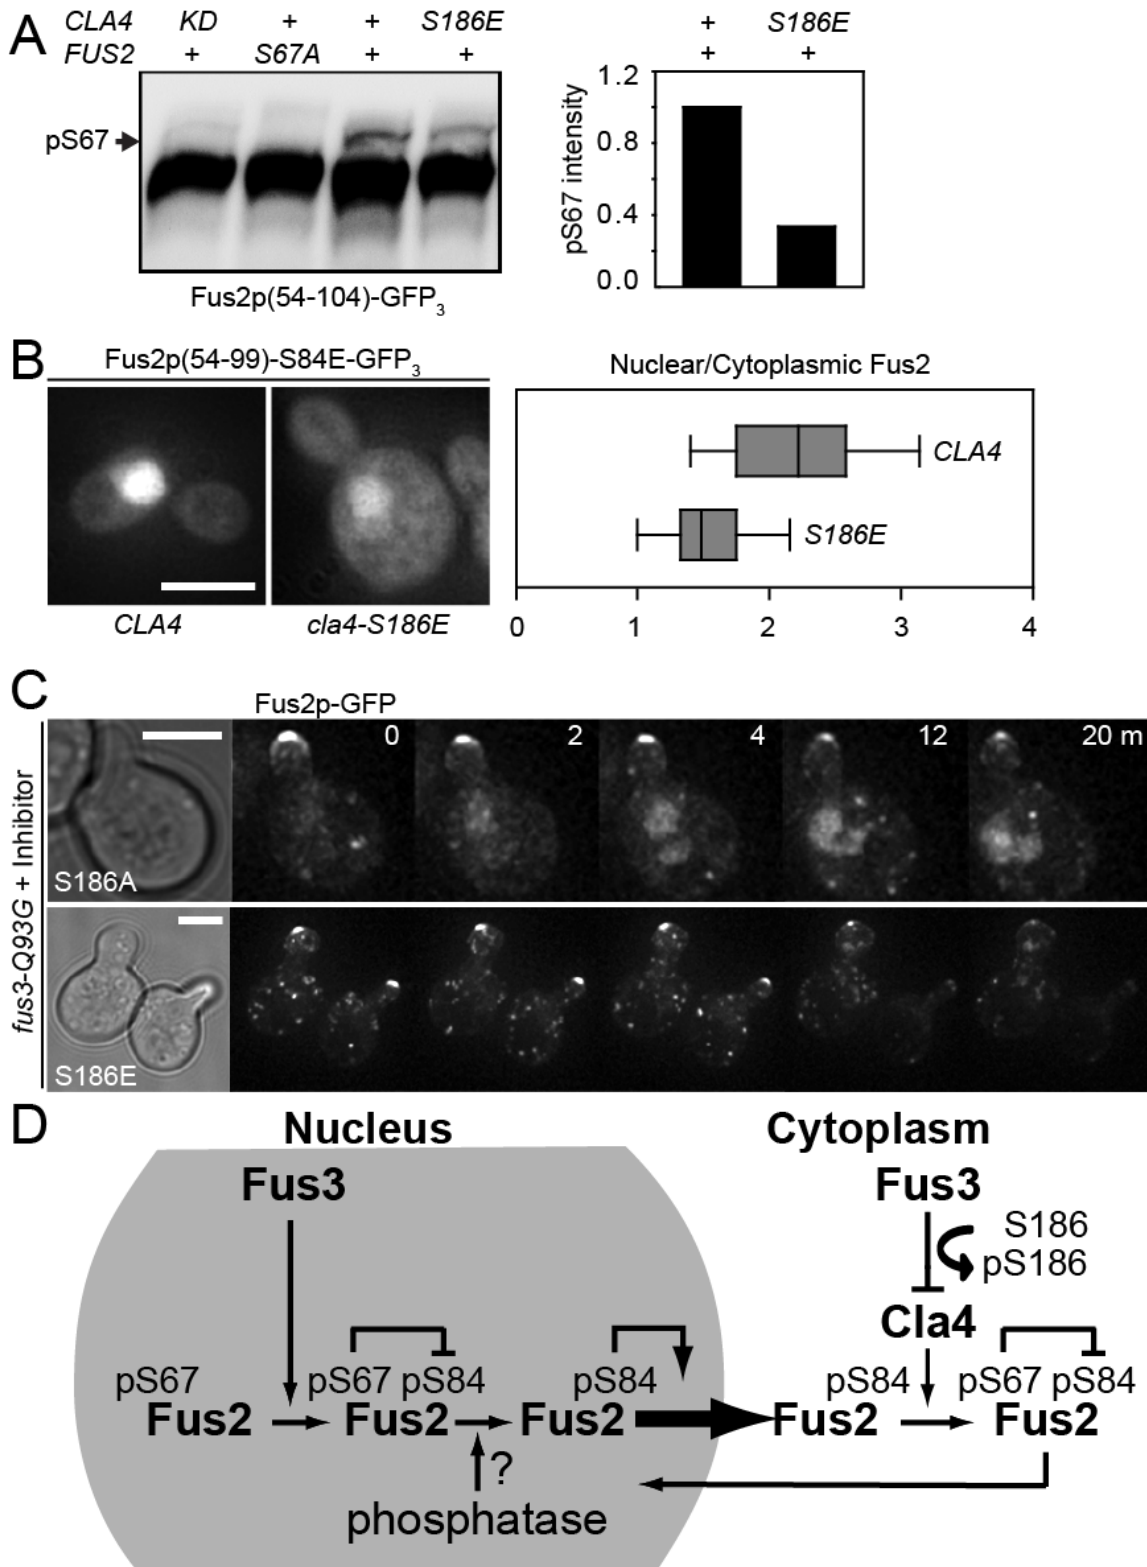 A
CLA4 KD + + S186E
FUS2 + S67A + +
pS67
Fus2p(54-104)-GFP3
+ S186E
+ +
pS67 intensity
1.2
0.8
0.4
0.0
B
Fus2p(54-99)-S84E-GFP3
CLA4
cla4-S186E
Nuclear/Cytoplasmic Fus2
CLA4
S186E
0 1 2 3 4
C
Fus2p-GFP
fus3-Q93G + Inhibitor
0 2 4 12 20 m
S186A
S186E
D
Nucleus Cytoplasm
Fus3 Fus3
S186
pS186
Cla4
pS67 pS67 pS84 pS84 pS84 pS67 pS84
Fus2 Fus2 Fus2 Fus2 Fus2
?
phosphatase